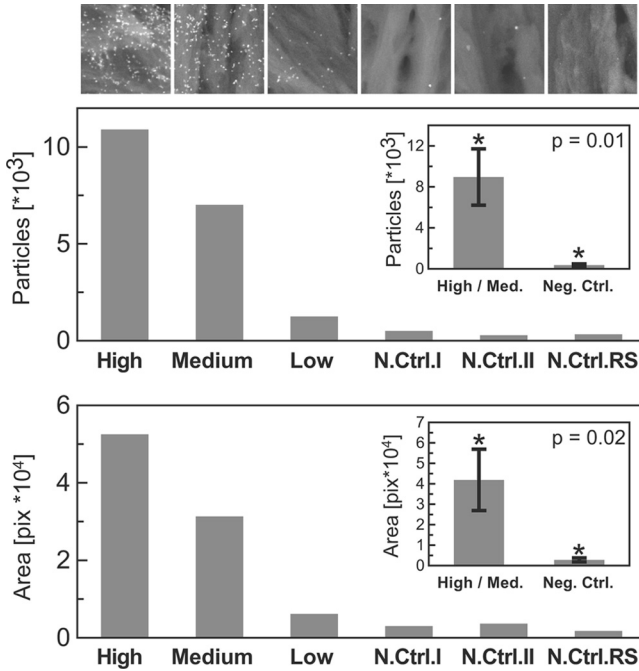 Particles [*10³]
10
5
0
High Medium Low N.Ctrl.I N.Ctrl.II N.Ctrl.RS
Particles [*10³]
12
8
4
0
* *
p = 0.01
High / Med. Neg. Ctrl.
Area [pix *10⁴]
6
4
2
0
High Medium Low N.Ctrl.I N.Ctrl.II N.Ctrl.RS
Area [pix*10⁴]
7
6
5
4
3
2
1
0
* *
p = 0.02
High / Med. Neg. Ctrl.